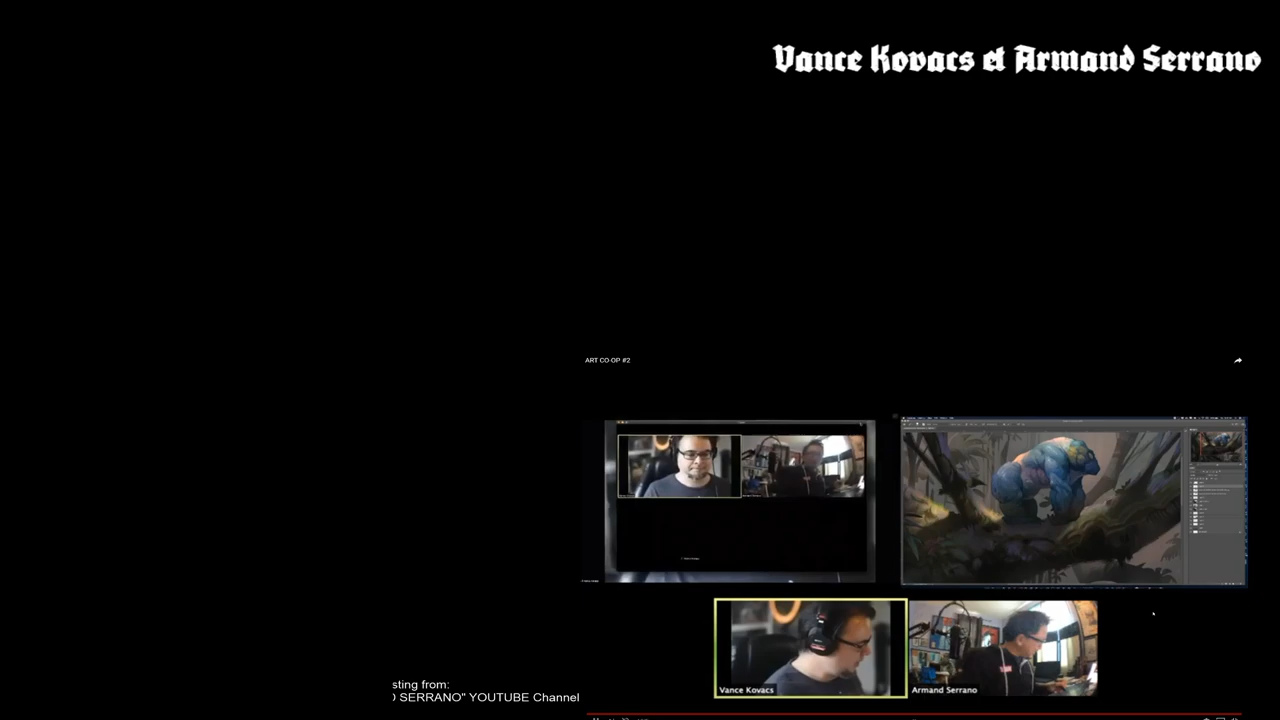 Vance Kovacs et Armand Serrano
ART CO OP #2
Vance Kovacs
Armand Serrano
sting from:
SERRANO" YOUTUBE Channel